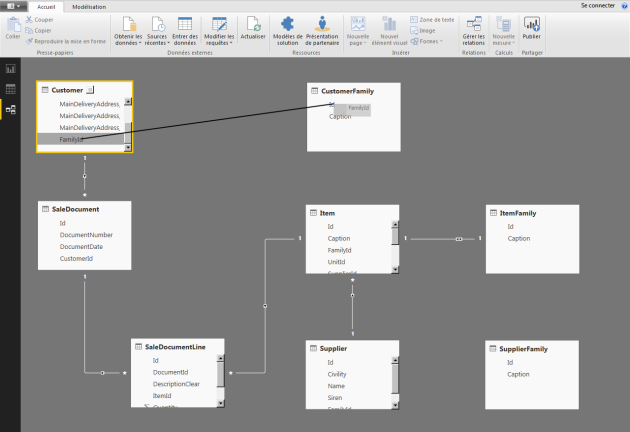 Accueil
Modélisation
Se connecter
Coller
Couper
Copier
Reproduire la mise en forme
Presse-papiers
Obtenir les données
Sources récentes
Entrer des données
Modifier les requêtes
Données externes
Actualiser
Modèles de solution
Présentation de partenaire
Ressources
Nouvelle page
Nouvel élément visuel
Zone de texte
Image
Formes
Insérer
Gérer les relations
Relations
Nouvelle mesure
Calculs
Publier
Partager
Customer
MainDeliveryAddress_
MainDeliveryAddress_
MainDeliveryAddress_
FamilyId
CustomerFamily
FamilyId
Caption
1
*
SaleDocument
Id
DocumentNumber
DocumentDate
CustomerId
1
Item
Id
Caption
FamilyId
UnitId
SupplierId
1
1
1
*
ItemFamily
Id
Caption
SaleDocumentLine
Id
DocumentId
DescriptionClear
ItemId
Σ Quantity
*
*
1
Supplier
Id
Civility
Name
Siren
FamilyId
SupplierFamily
Id
Caption